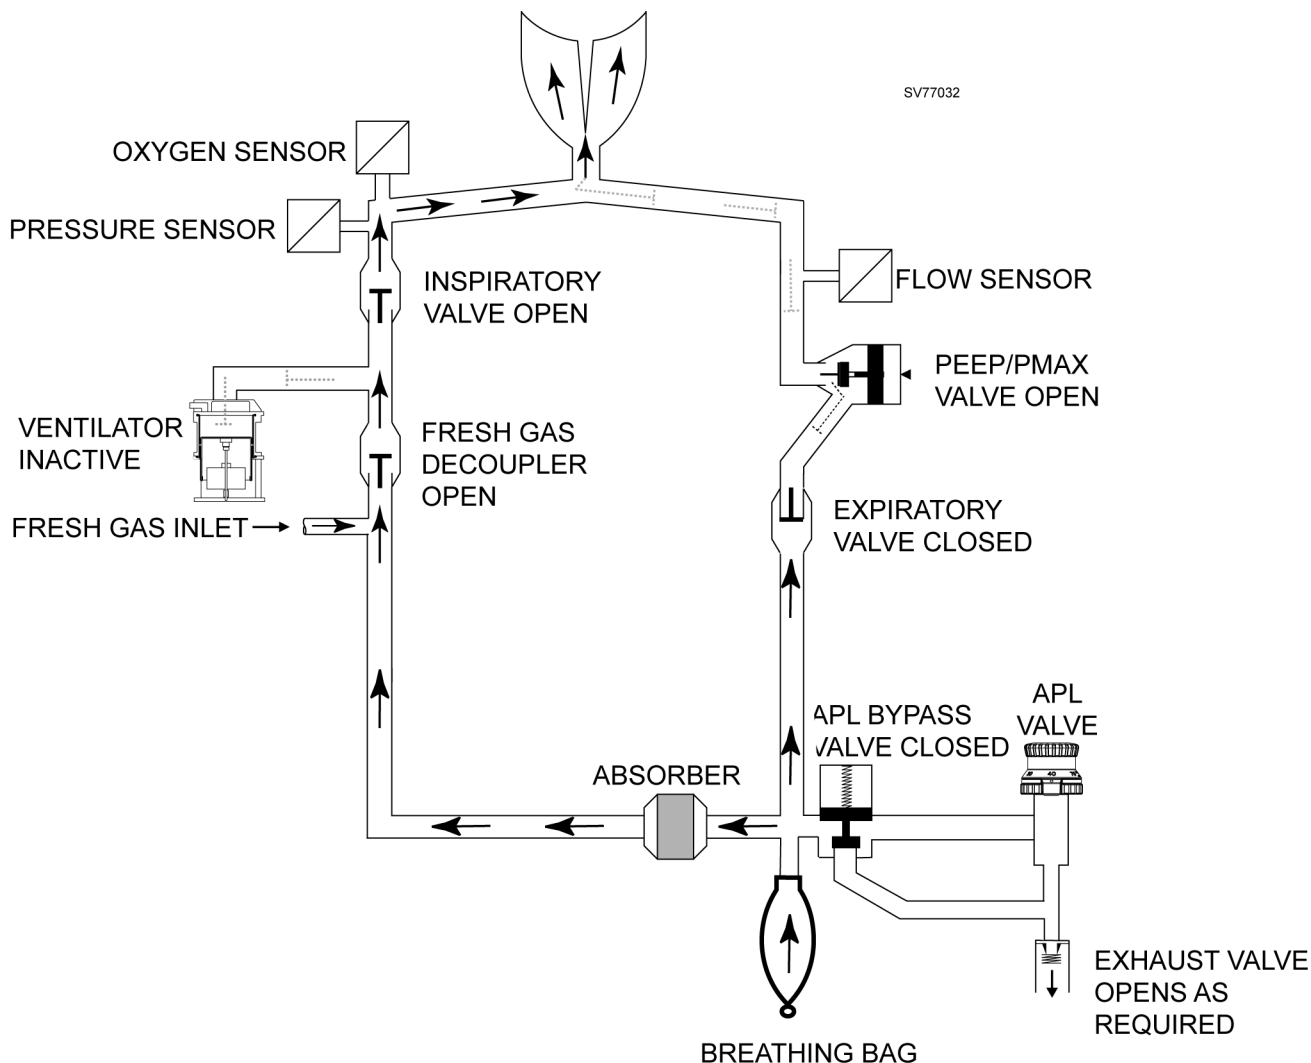 SV77032
OXYGEN SENSOR
PRESSURE SENSOR
INSPIRATORY
VALVE OPEN
FLOW SENSOR
PEEP/PMAX
VALVE OPEN
VENTILATOR
INACTIVE
FRESH GAS
DECOUPLER
OPEN
FRESH GAS INLET
EXPIRATORY
VALVE CLOSED
APL
VALVE
APL BYPASS
VALVE CLOSED
40
ABSORBER
EXHAUST VALVE
OPENS AS
REQUIRED
BREATHING BAG